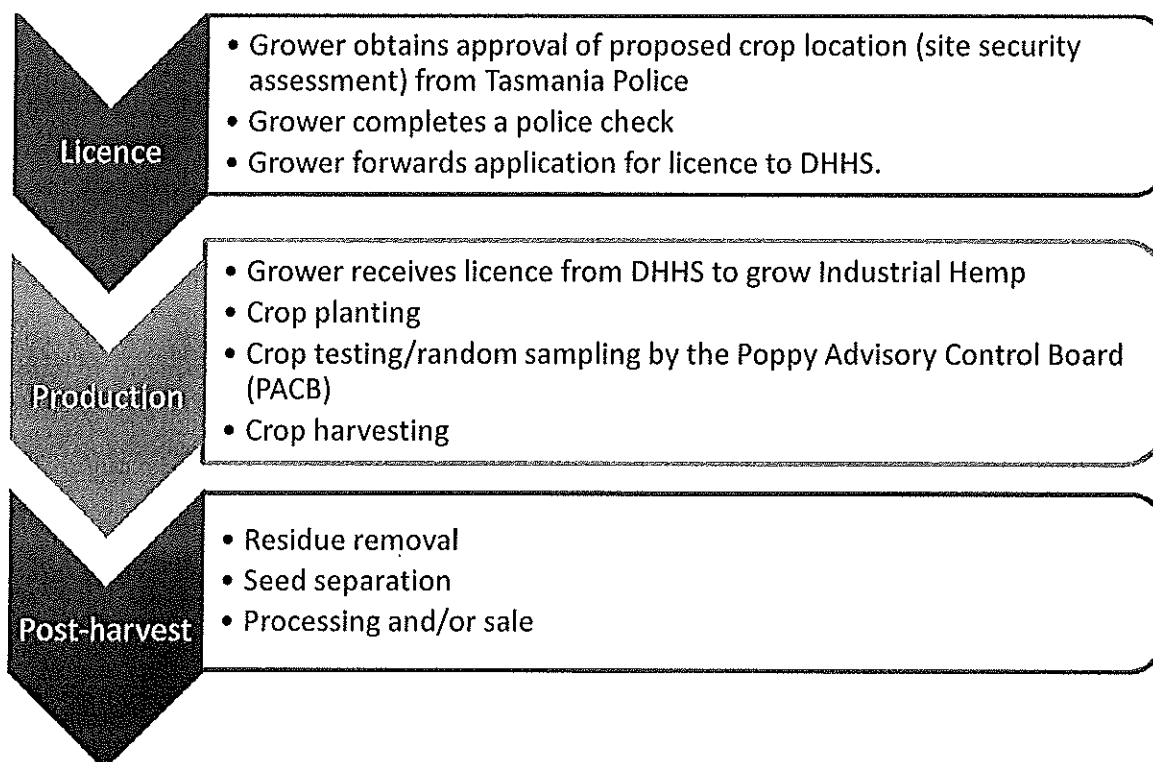 Licence
• Grower obtains approval of proposed crop location (site security
assessment) from Tasmania Police
• Grower completes a police check
• Grower forwards application for licence to DHHS.
Production
• Grower receives licence from DHHS to grow Industrial Hemp
• Crop planting
• Crop testing/random sampling by the Poppy Advisory Control Board
(PACB)
• Crop harvesting
Post-harvest
• Residue removal
• Seed separation
• Processing and/or sale